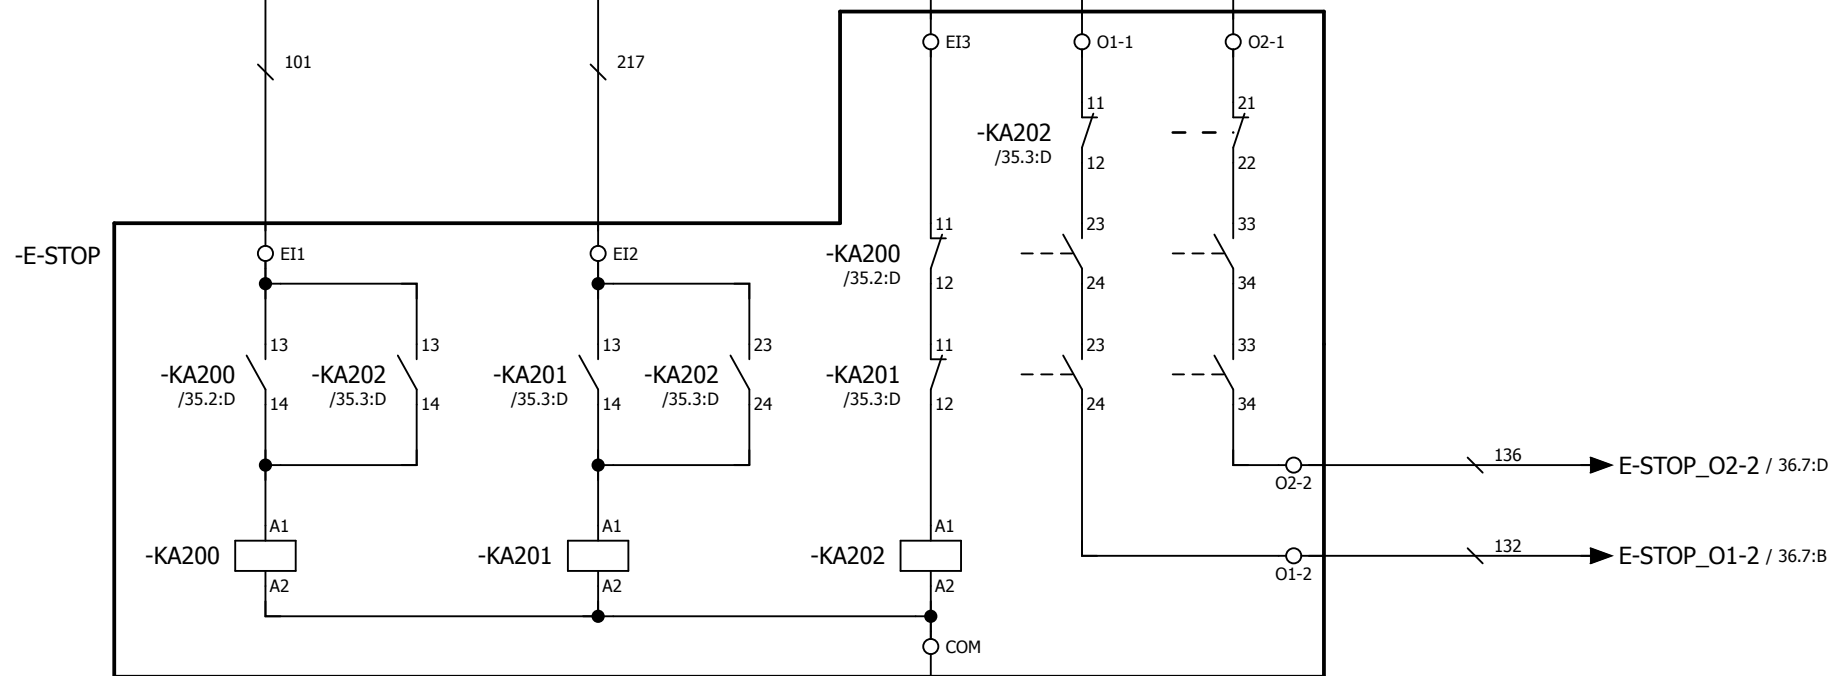 EI3
O1-1
O2-1
101
217
11
21
-KA202
/35.3:D
12
22
11
23
33
-E-STOP
EI1
EI2
-KA200
/35.2:D
12
24
34
13
13
13
23
11
23
33
-KA200
/35.2:D
-KA202
/35.3:D
-KA201
/35.3:D
-KA202
/35.3:D
-KA201
/35.3:D
14
14
14
24
12
24
34
136
E-STOP_O2-2 / 36.7:D
O2-2
A1
A1
A1
-KA200
-KA201
-KA202
132
E-STOP_O1-2 / 36.7:B
O1-2
A2
A2
A2
COM